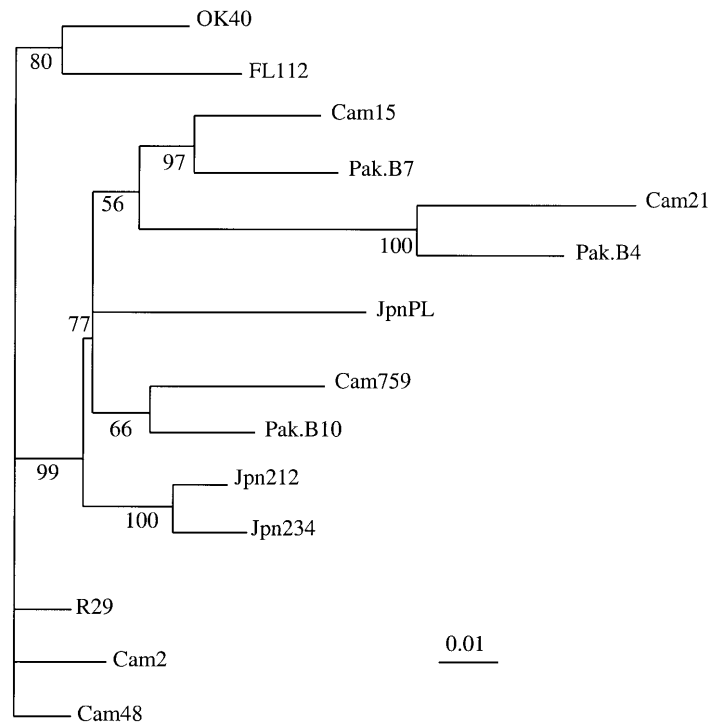 OK40
80
FL112
Cam15
97
Pak.B7
56
Cam21
100
Pak.B4
JpnPL
77
Cam759
66
Pak.B10
99
Jpn212
100
Jpn234
R29
0.01
Cam2
Cam48